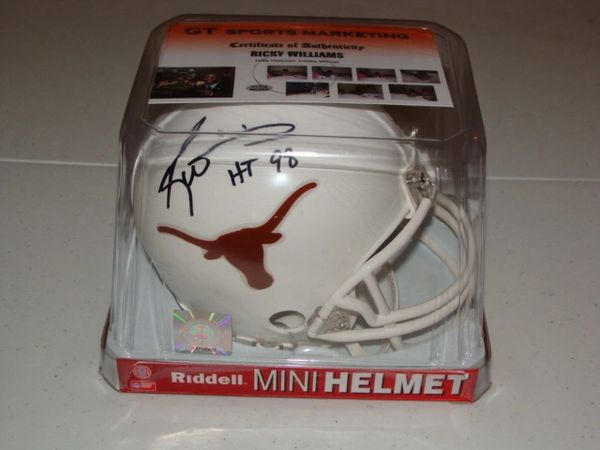 GT SPORTS MARKETING
Certificate of Authenticity
RICKY WILLIAMS
HT 98
Riddell MINI HELMET